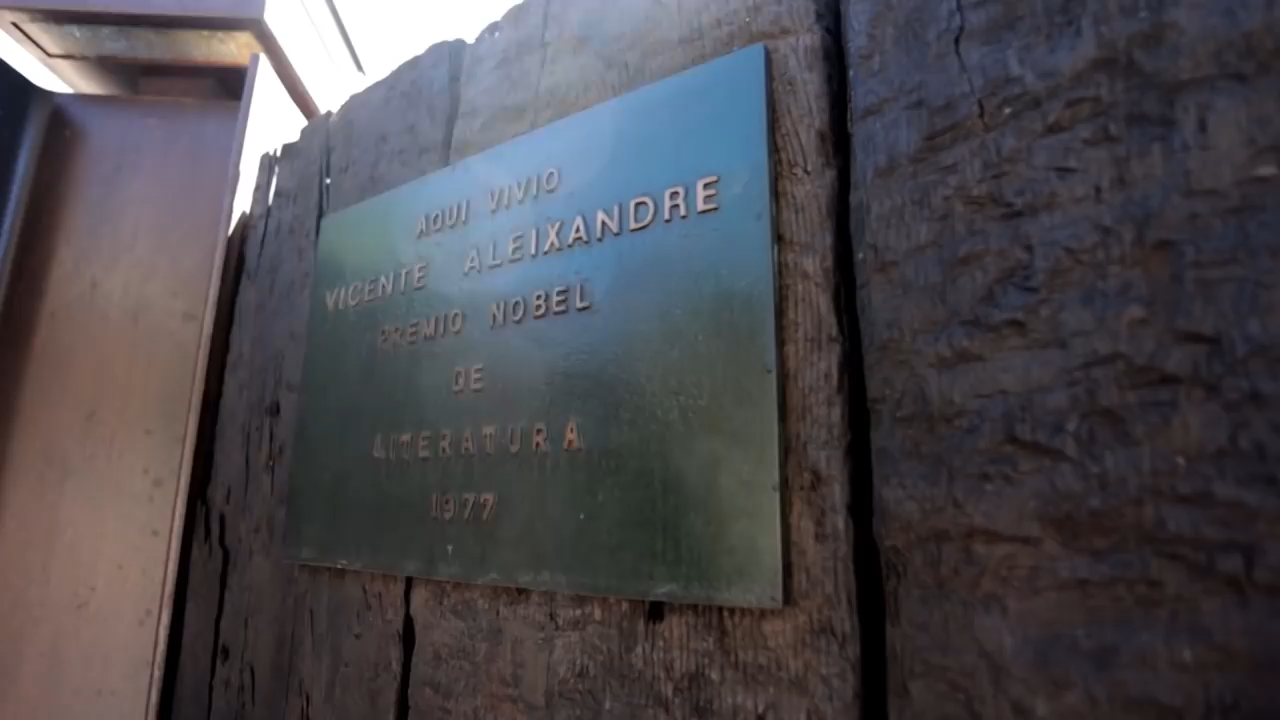 AQUI VIVIO
VICENTE ALEIXANDRE
PREMIO NOBEL
DE
LITERATURA
1977